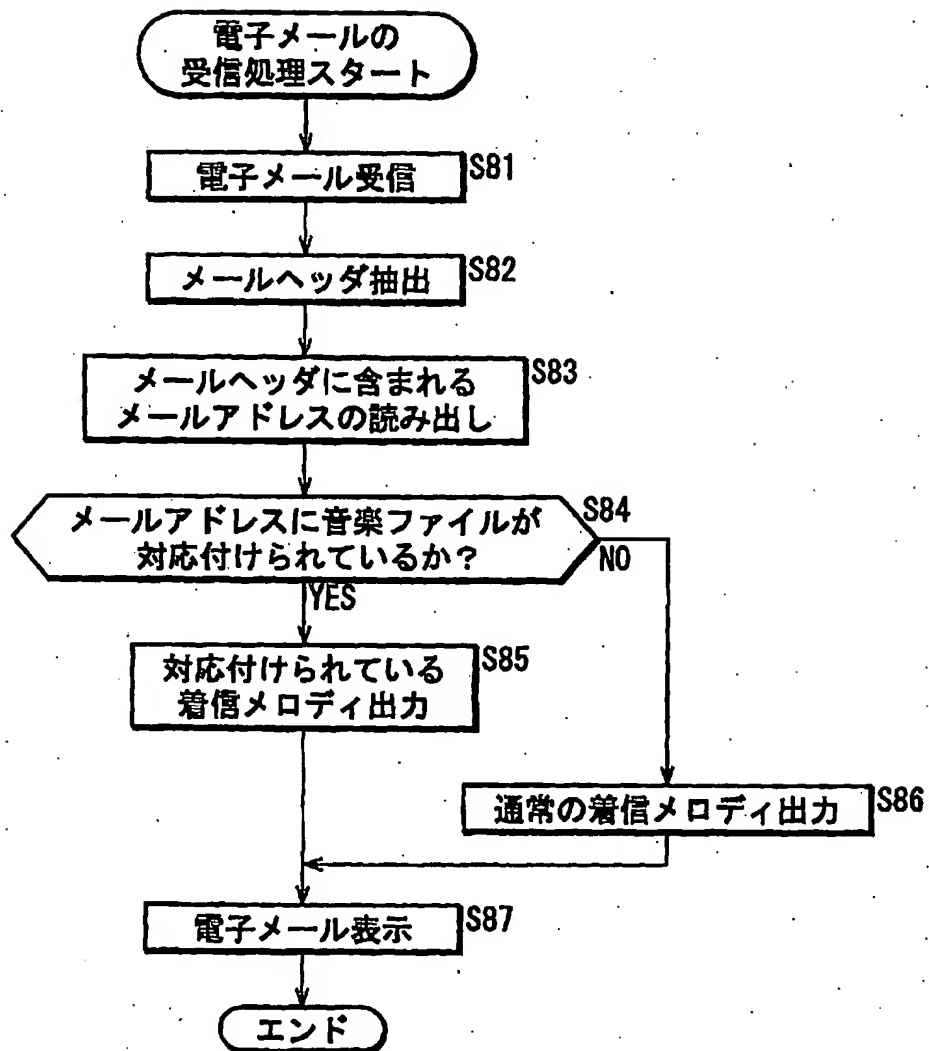 電子メールの
受信処理スタート
電子メール受信
S81
メールヘッダ抽出
S82
メールヘッダに含まれる
メールアドレスの読み出し
S83
メールアドレスに音楽ファイルが
対応付けられているか？
S84
NO
YES
対応付けられている
着信メロディ出力
S85
通常の着信メロディ出力
S86
電子メール表示
S87
エンド